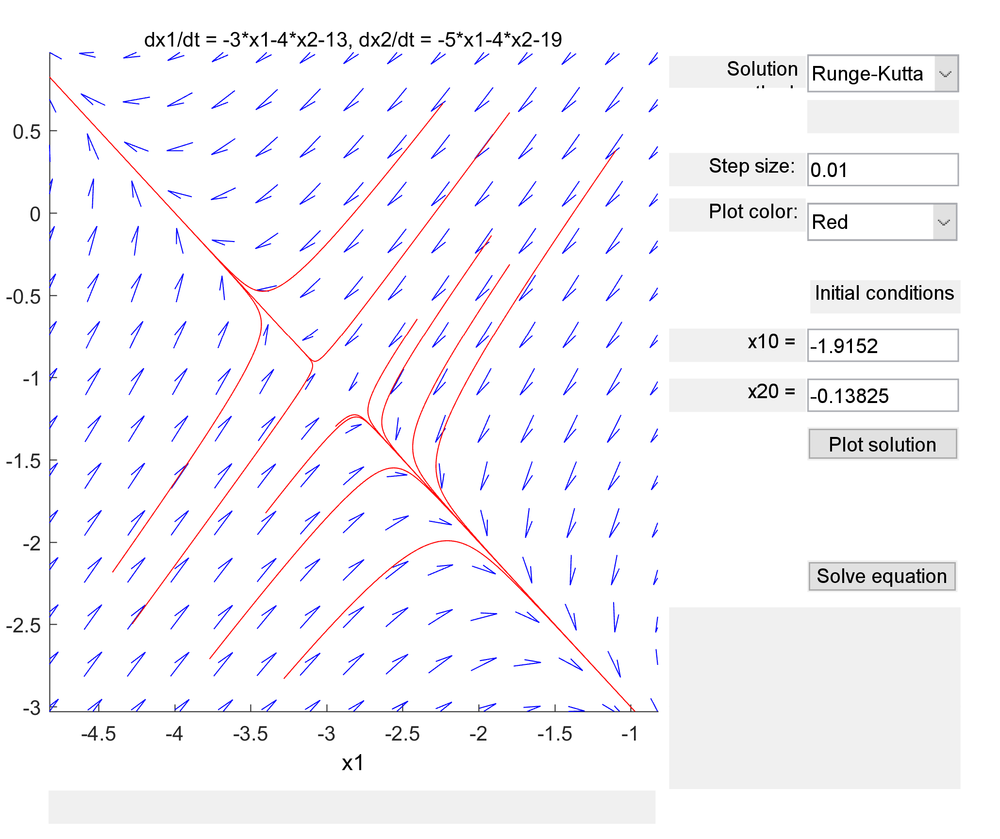 dx1/dt = -3*x1-4*x2-13, dx2/dt = -5*x1-4*x2-19
0.5
0
-0.5
-1
-1.5
-2
-2.5
-3
-4.5 -4 -3.5 -3 -2.5 -2 -1.5 -1
x1
Solution
Runge-Kutta
Step size: 0.01
Plot color: Red
Initial conditions
x10 = -1.9152
x20 = -0.13825
Plot solution
Solve equation